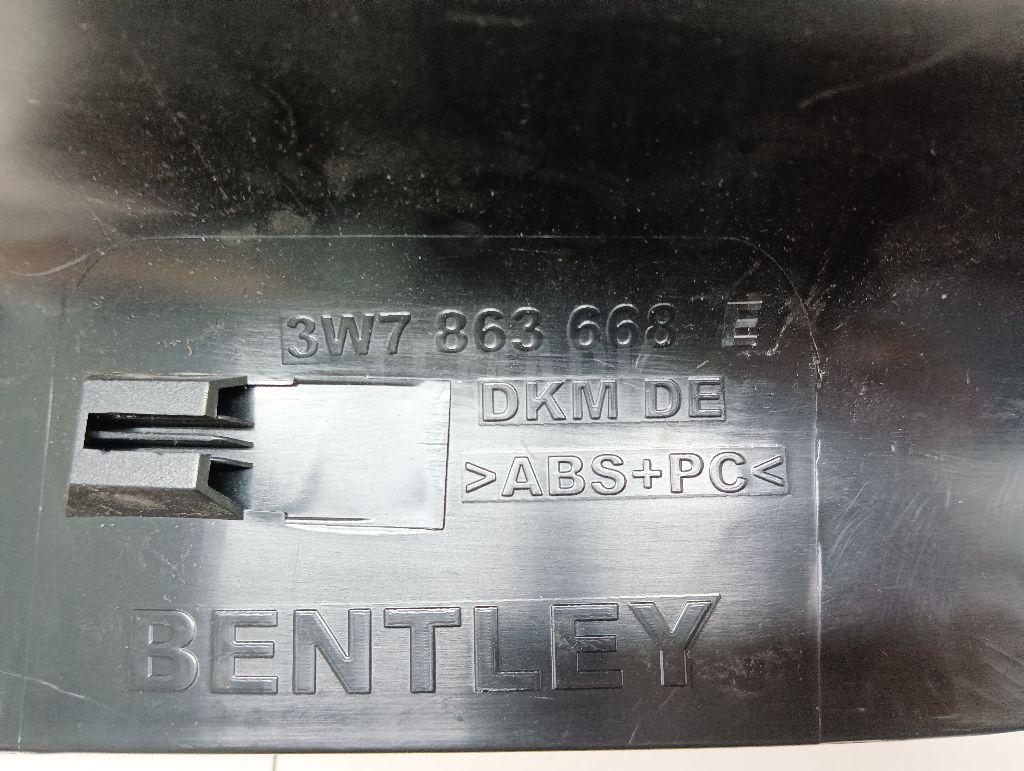 3W7 863 668 E
DKM DE
>ABS+PC<
BENTLEY